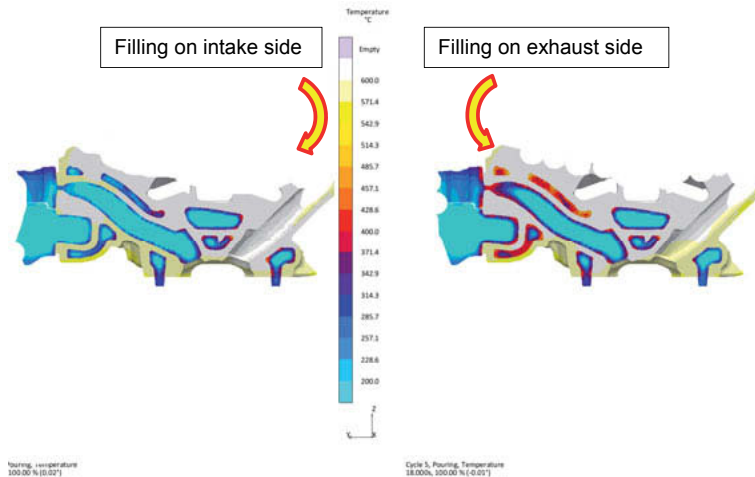 Temperature
°C
Filling on intake side
Filling on exhaust side
Empty
600.0
571.4
542.9
514.3
485.7
457.1
428.6
400.0
371.4
342.9
314.3
285.7
257.1
228.6
200.0
Z
Y
X
Pouring, Temperature
100.00 % (0.02°)
Cycle 5, Pouring, Temperature
18.000s, 100.00 % (-0.01°)